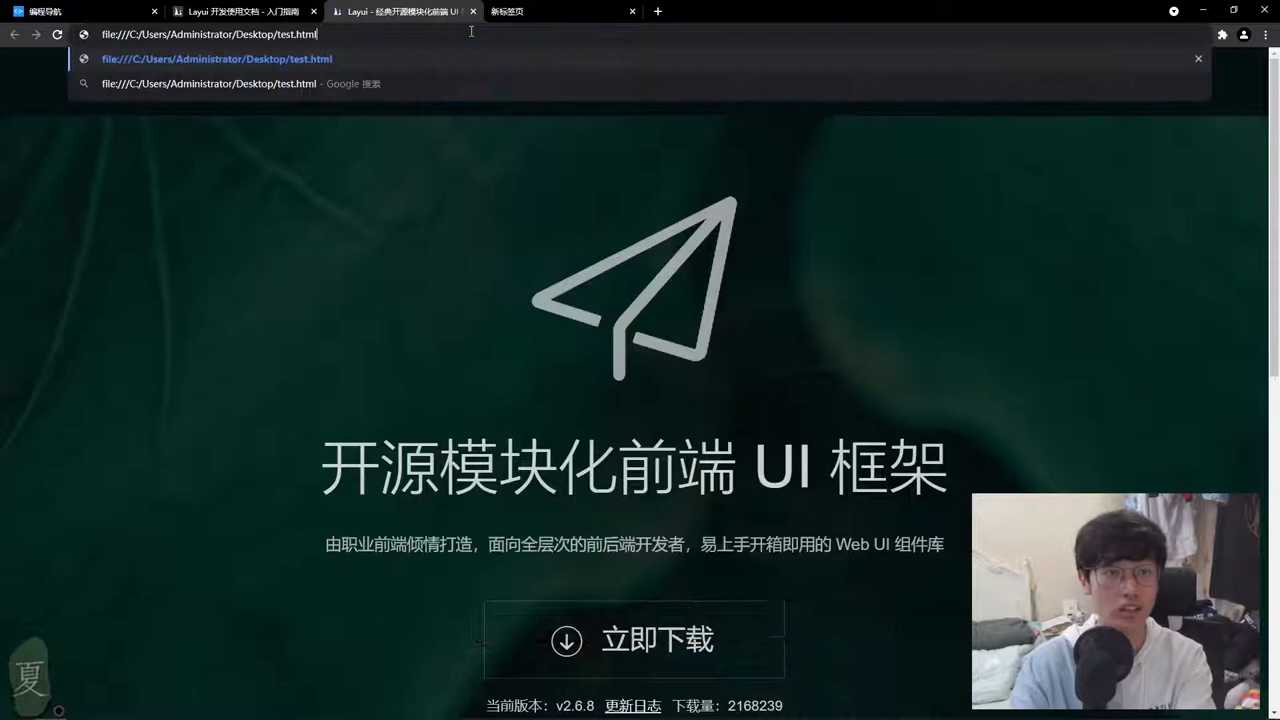 编程导航
Layui 开发使用文档 - 入门指南
Layui - 经典开源模块化前端 UI
新标签页
file:///C:/Users/Administrator/Desktop/test.html
file:///C:/Users/Administrator/Desktop/test.html
file:///C:/Users/Administrator/Desktop/test.html - Google 搜索
开源模块化前端 UI 框架
由职业前端倾情打造，面向全层次的前后端开发者，易上手开箱即用的 Web UI 组件库
立即下载
夏
当前版本：v2.6.8 更新日志 下载量：2168239